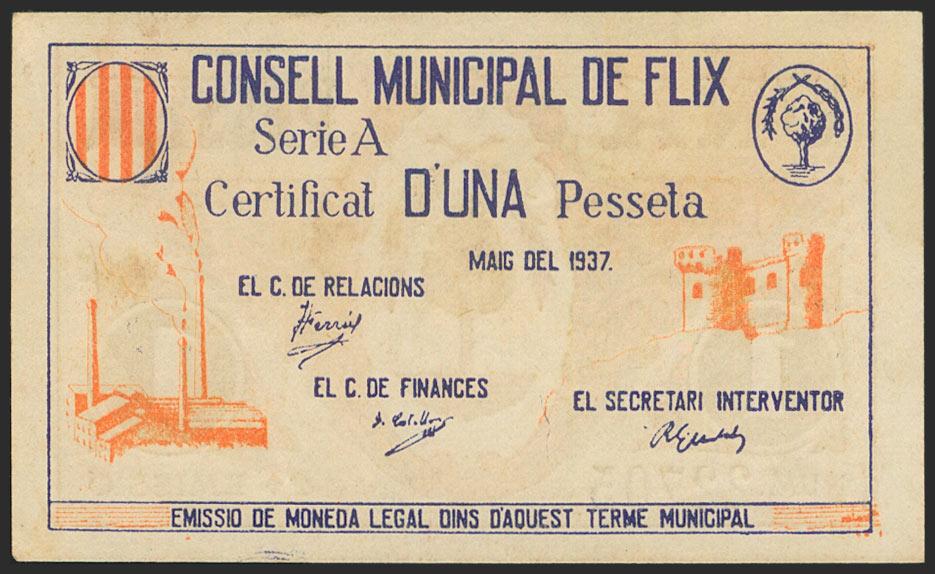 CONSELL MUNICIPAL DE FLIX
Serie A
Certificat D'UNA Pesseta
MAIG DEL 1937.
EL C. DE RELACIONS
EL C. DE FINANCES
EL SECRETARI INTERVENTOR
EMISSIO DE MONEDA LEGAL DINS D'AQUEST TERME MUNICIPAL